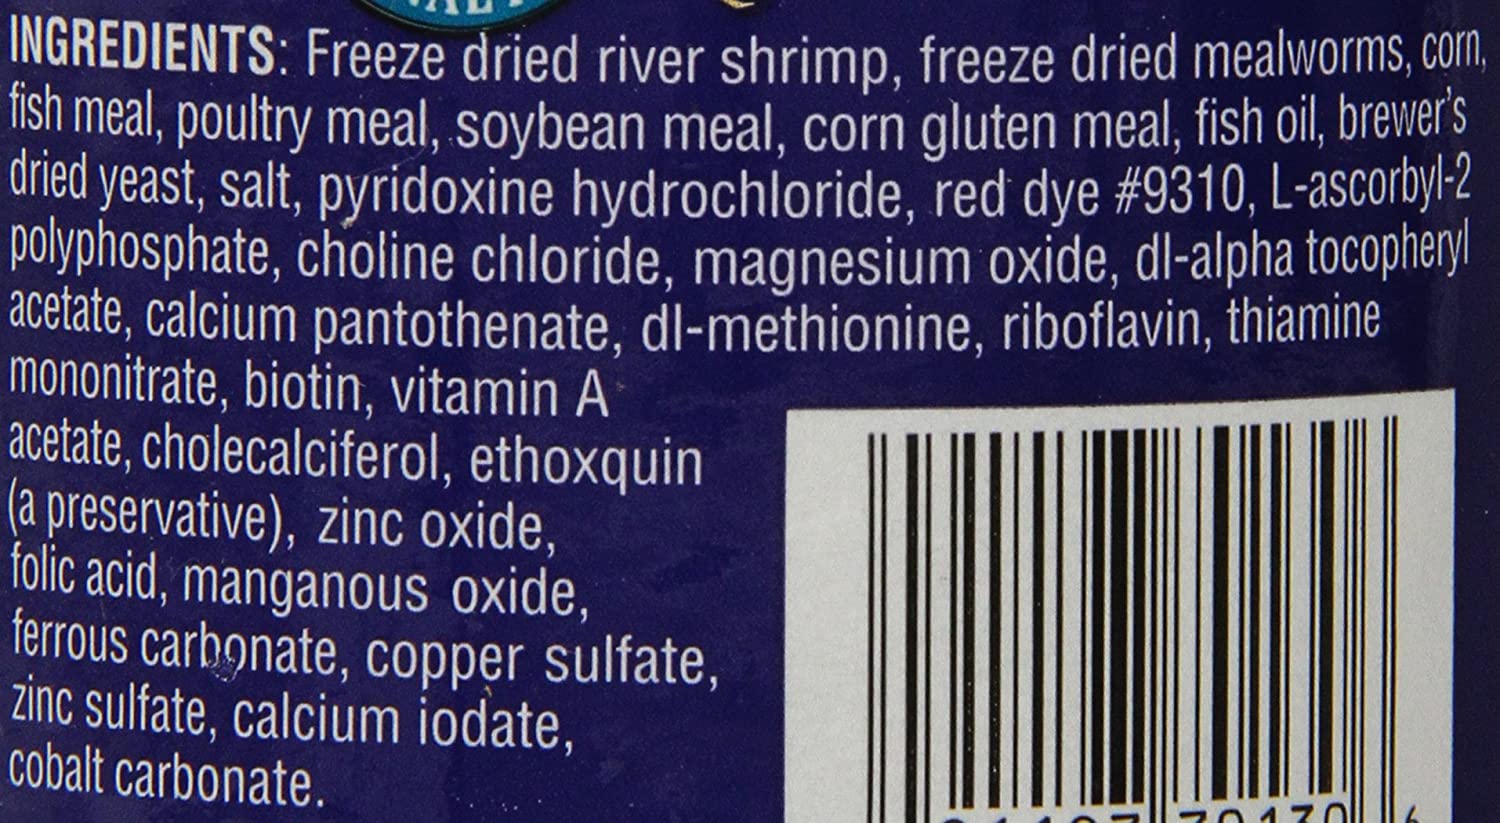 INGREDIENTS: Freeze dried river shrimp, freeze dried mealworms, corn,
fish meal, poultry meal, soybean meal, corn gluten meal, fish oil, brewer's
dried yeast, salt, pyridoxine hydrochloride, red dye #9310, L-ascorbyl-2
polyphosphate, choline chloride, magnesium oxide, dl-alpha tocopheryl
acetate, calcium pantothenate, dl-methionine, riboflavin, thiamine
mononitrate, biotin, vitamin A
acetate, cholecalciferol, ethoxquin
(a preservative), zinc oxide,
folic acid, manganous oxide,
ferrous carbonate, copper sulfate,
zinc sulfate, calcium iodate,
cobalt carbonate.